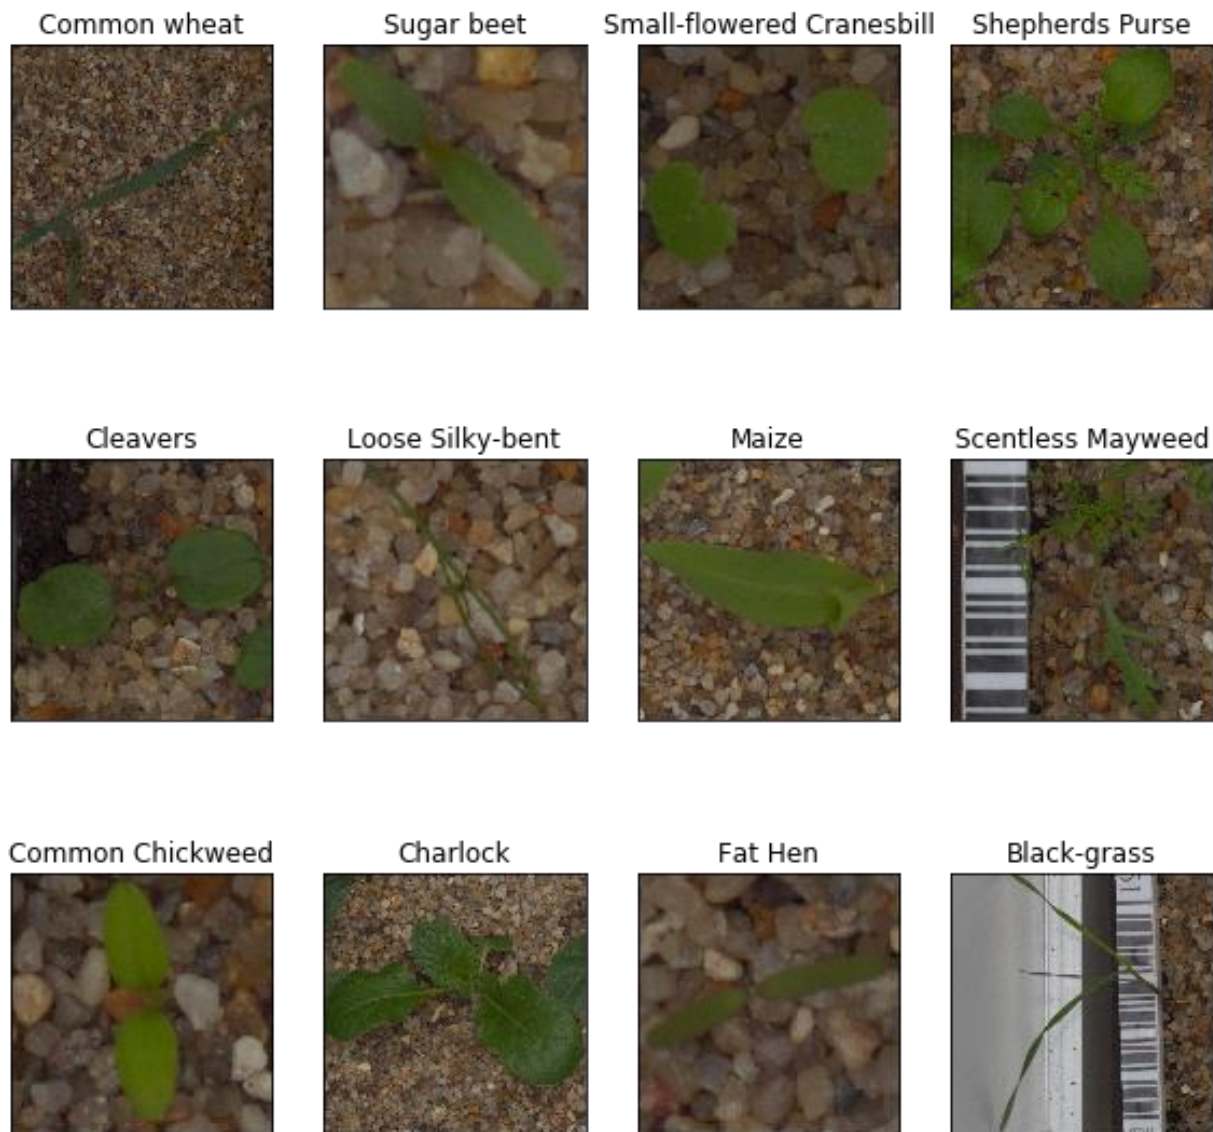 Common wheat
Sugar beet
Small-flowered Cranesbill
Shepherds Purse
Cleavers
Loose Silky-bent
Maize
Scentless Mayweed
Common Chickweed
Charlock
Fat Hen
Black-grass